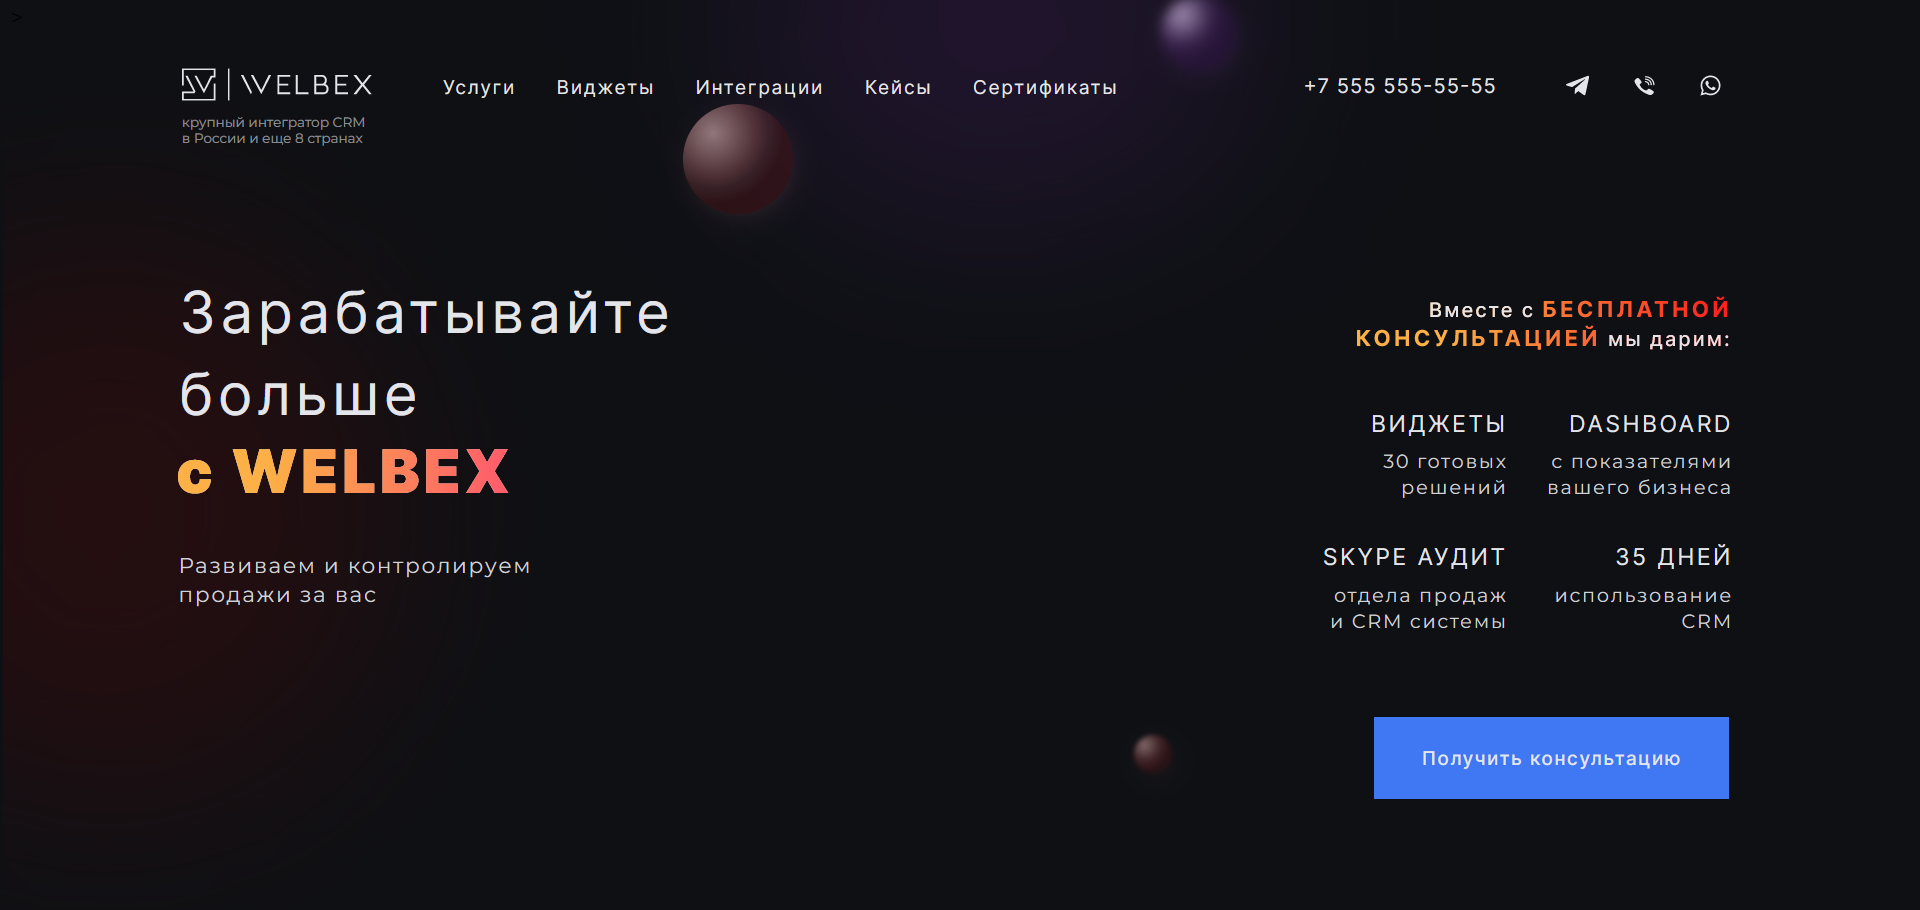 >
WELBEX
крупный интегратор CRM
в России и еще 8 странах
Услуги Виджеты Интеграции Кейсы Сертификаты
+7 555 555-55-55
Зарабатывайте
больше
с WELBEX
Развиваем и контролируем
продажи за вас
Вместе с БЕСПЛАТНОЙ
КОНСУЛЬТАЦИЕЙ мы дарим:
ВИДЖЕТЫ
30 готовых
решений
DASHBOARD
с показателями
вашего бизнеса
SKYPE АУДИТ
отдела продаж
и CRM системы
35 ДНЕЙ
использование
CRM
Получить консультацию